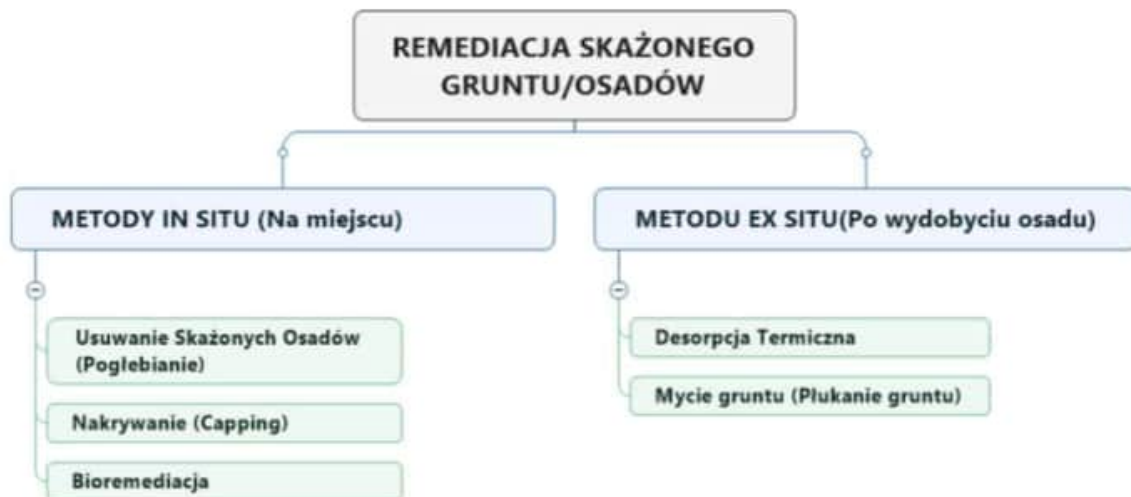 REMEDIACJA SKAŻONEGO
GRUNTU/OSADÓW
METODY IN SITU (Na miejscu)
METODU EX SITU(Po wydobyciu osadu)
Usuwanie Skażonych Osadów
(Pogłebianie)
Nakrywanie (Capping)
Bioremediacja
Desorpcja Termiczna
Mycie gruntu (Płukanie gruntu)